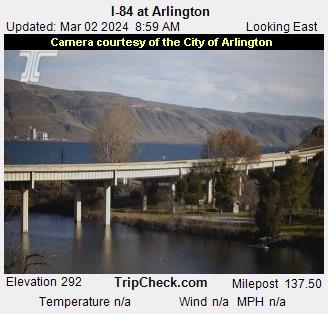 I-84 at Arlington
Updated: Mar 02 2024 8:59 AM Looking East
Camera courtesy of the City of Arlington
Elevation 292 TripCheck.com Milepost 137.50
Temperature n/a Wind n/a MPH n/a